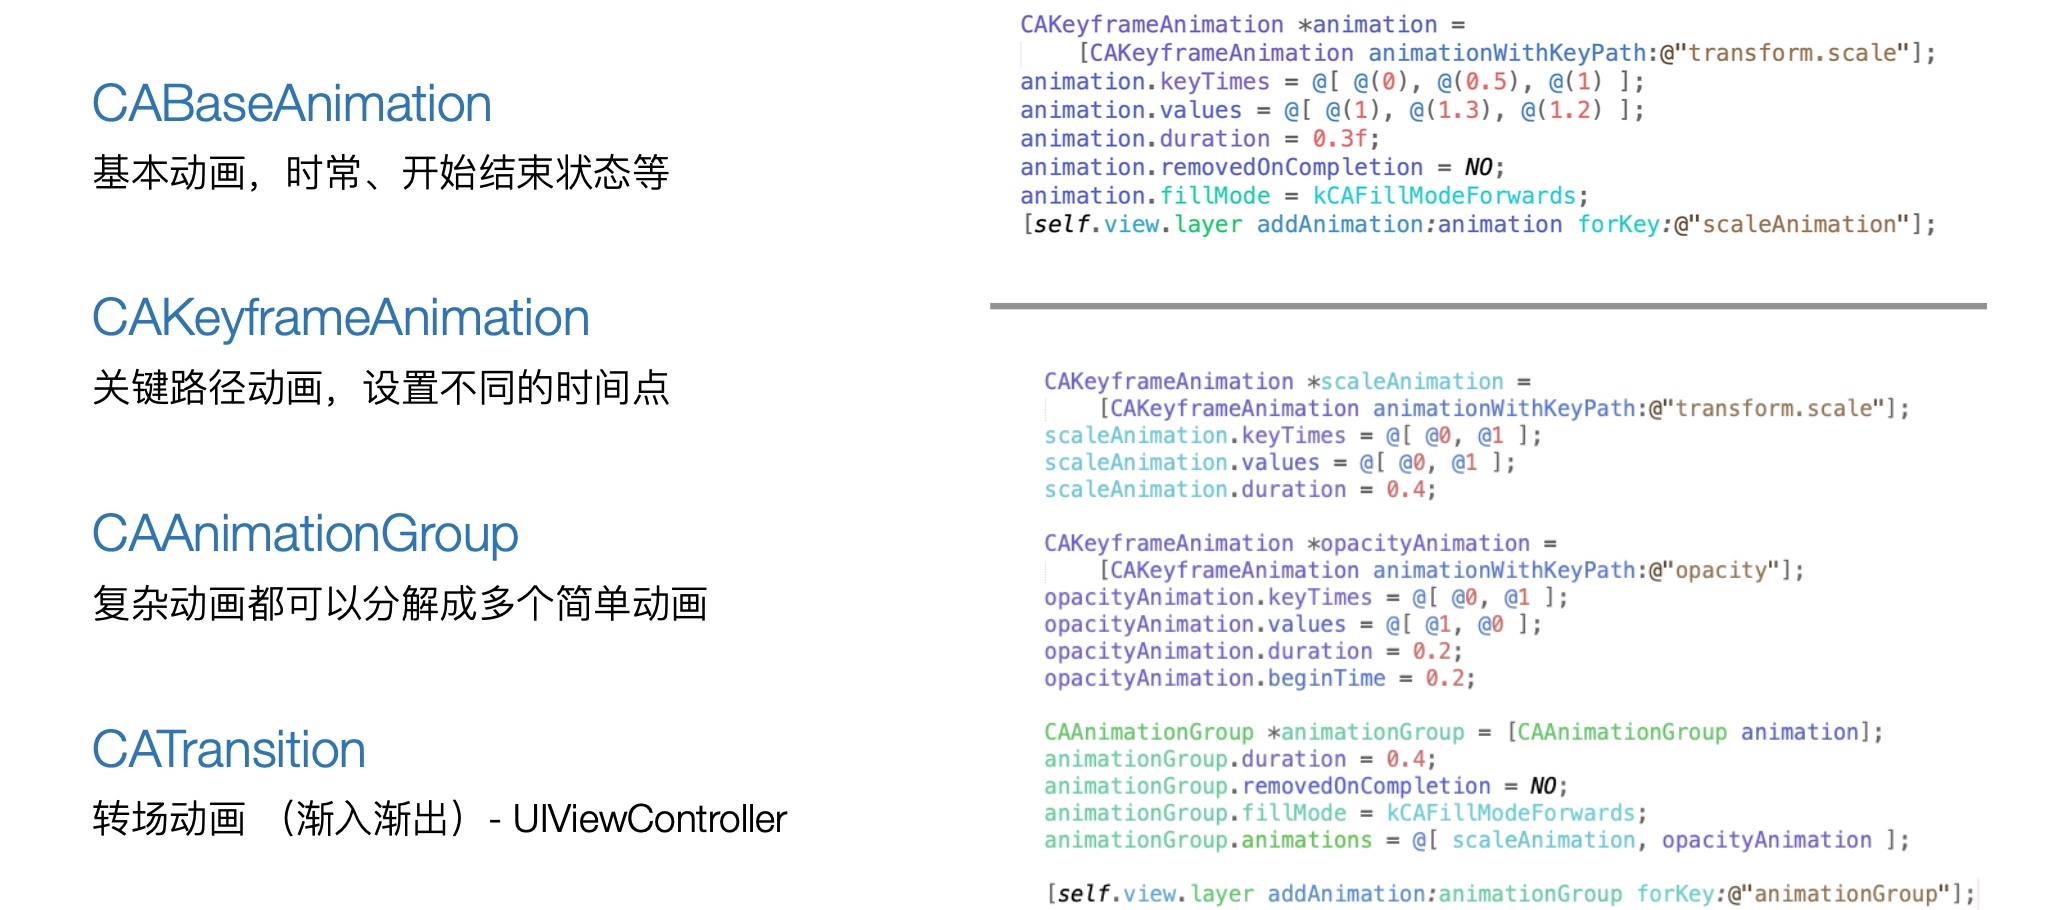 CABaseAnimation
基本动画，时常、开始结束状态等
CAKeyframeAnimation
关键路径动画，设置不同的时间点
CAAnimationGroup
复杂动画都可以分解成多个简单动画
CATransition
转场动画 （渐入渐出）- UIViewController
CAKeyframeAnimation *animation =
    [CAKeyframeAnimation animationWithKeyPath:@"transform.scale"];
animation.keyTimes = @[ @(0), @(0.5), @(1) ];
animation.values = @[ @(1), @(1.3), @(1.2) ];
animation.duration = 0.3f;
animation.removedOnCompletion = NO;
animation.fillMode = kCAFillModeForwards;
[self.view.layer addAnimation:animation forKey:@"scaleAnimation"];
CAKeyframeAnimation *scaleAnimation =
    [CAKeyframeAnimation animationWithKeyPath:@"transform.scale"];
scaleAnimation.keyTimes = @[ @0, @1 ];
scaleAnimation.values = @[ @0, @1 ];
scaleAnimation.duration = 0.4;
CAKeyframeAnimation *opacityAnimation =
    [CAKeyframeAnimation animationWithKeyPath:@"opacity"];
opacityAnimation.keyTimes = @[ @0, @1 ];
opacityAnimation.values = @[ @1, @0 ];
opacityAnimation.duration = 0.2;
opacityAnimation.beginTime = 0.2;
CAAnimationGroup *animationGroup = [CAAnimationGroup animation];
animationGroup.duration = 0.4;
animationGroup.removedOnCompletion = NO;
animationGroup.fillMode = kCAFillModeForwards;
animationGroup.animations = @[ scaleAnimation, opacityAnimation ];
[self.view.layer addAnimation:animationGroup forKey:@"animationGroup"];